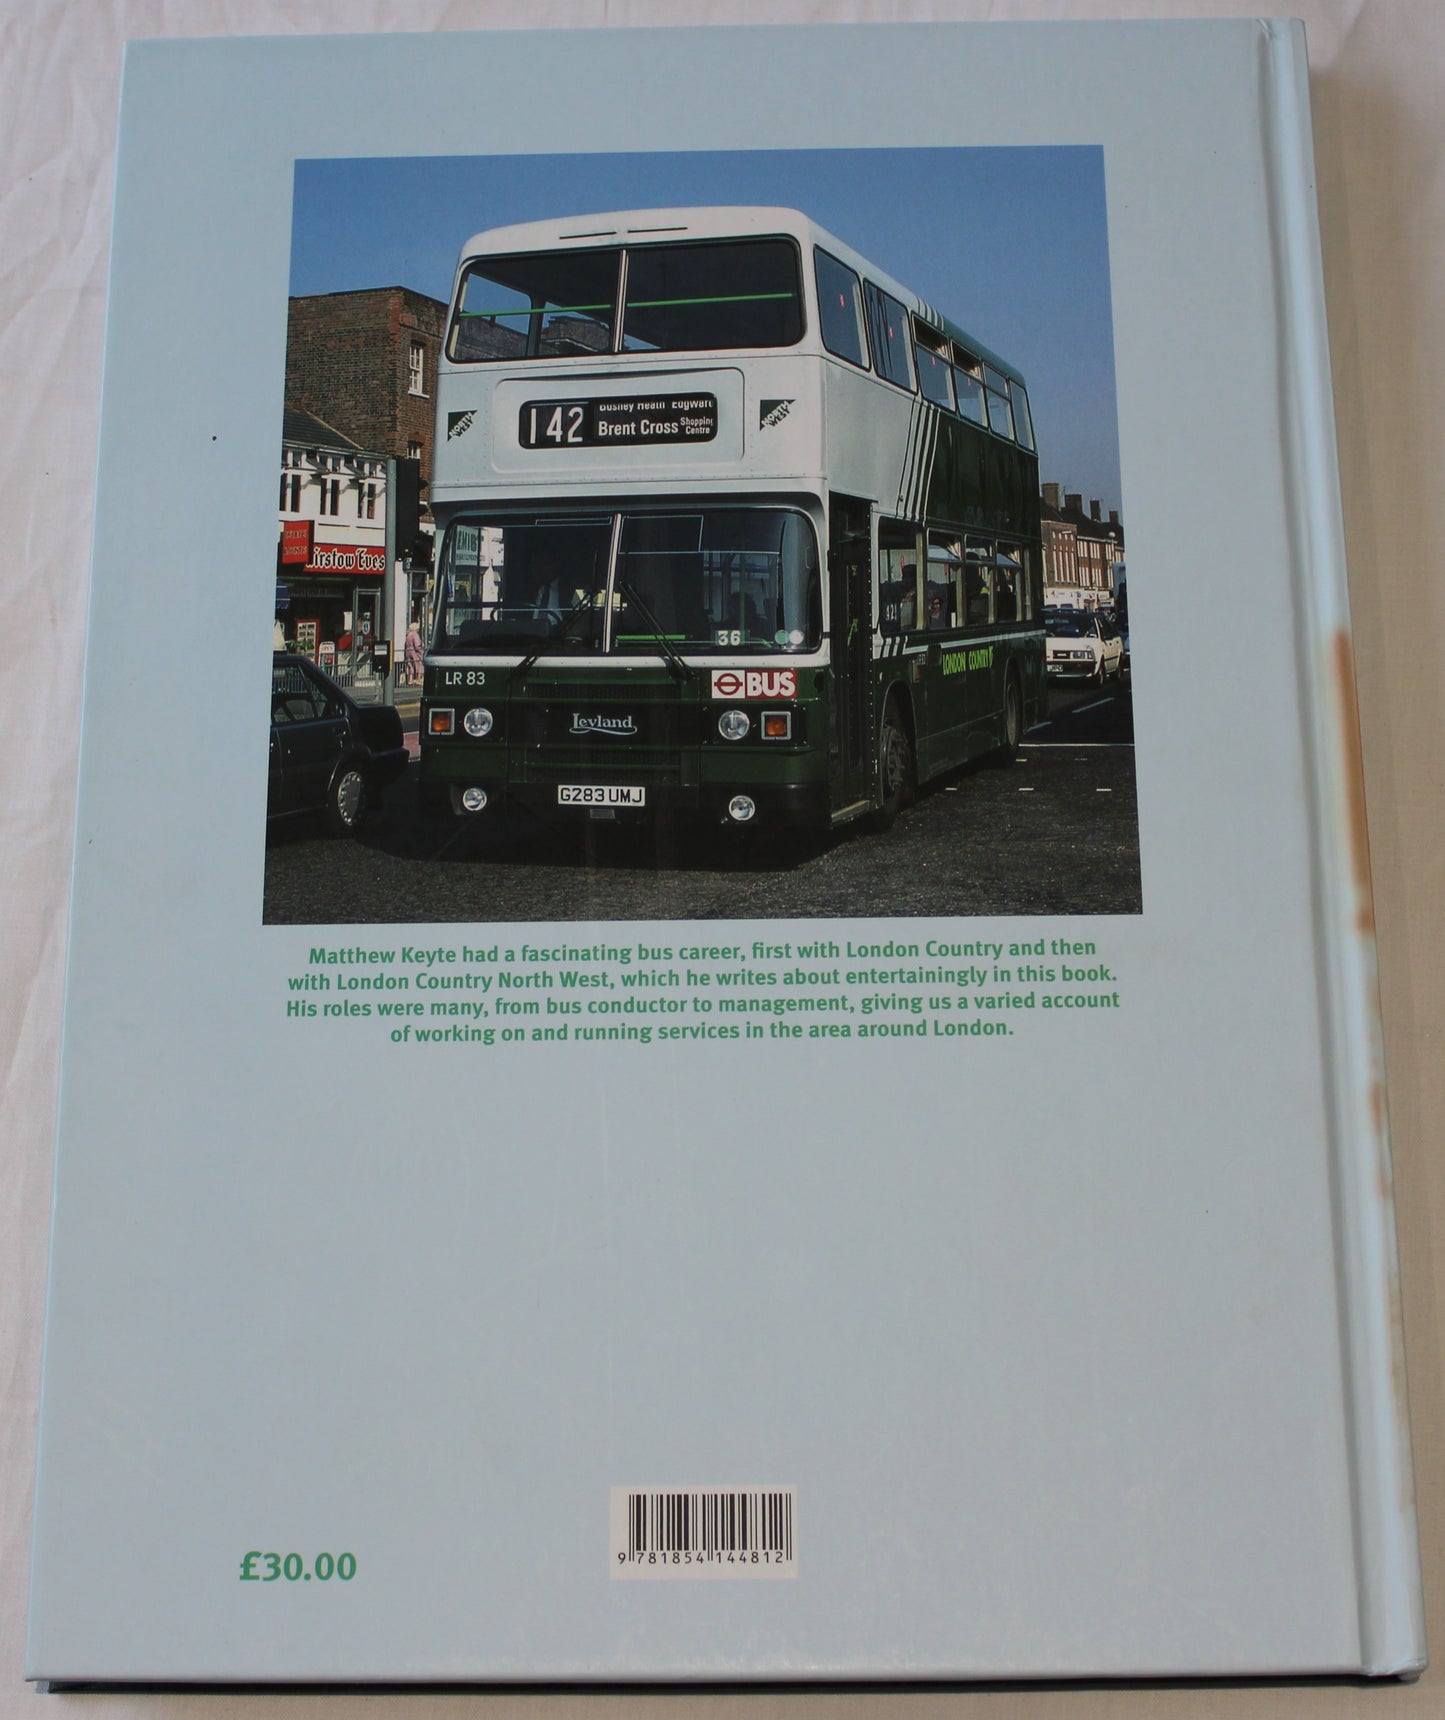 142
Bushey Heath Edgware
Brent Cross Shopping Centre
NORTH WEST
NORTH WEST
36
LR 83
BUS
Leyland
G283 UMJ
LONDON COUNTRY
Matthew Keyte had a fascinating bus career, first with London Country and then
with London Country North West, which he writes about entertainingly in this book.
His roles were many, from bus conductor to management, giving us a varied account
of working on and running services in the area around London.
£30.00
9 781854 144812